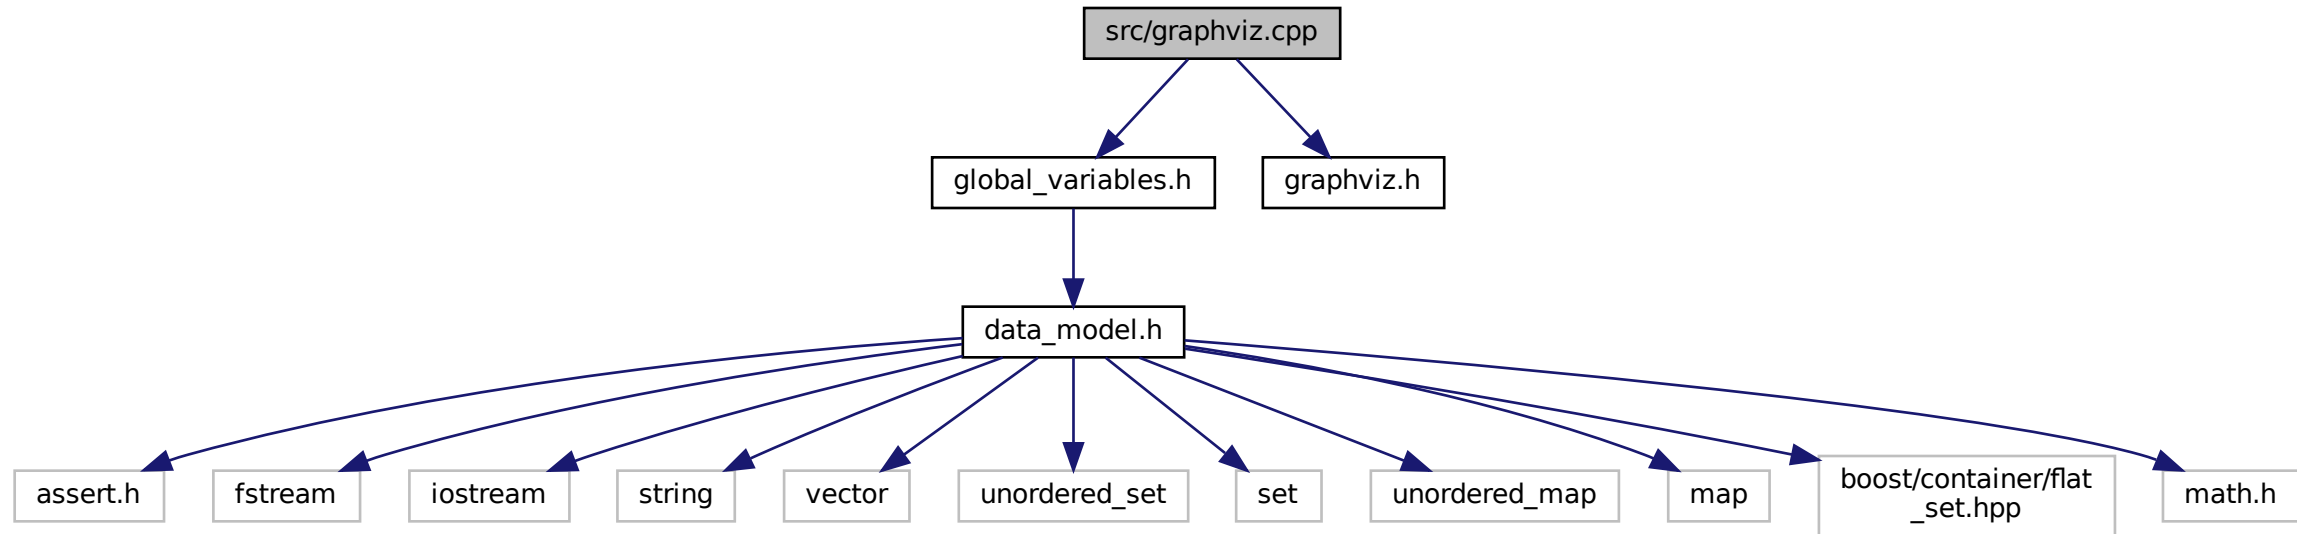 src/graphviz.cpp
global_variables.h
graphviz.h
data_model.h
assert.h
fstream
iostream
string
vector
unordered_set
set
unordered_map
map
boost/container/flat
_set.hpp
math.h